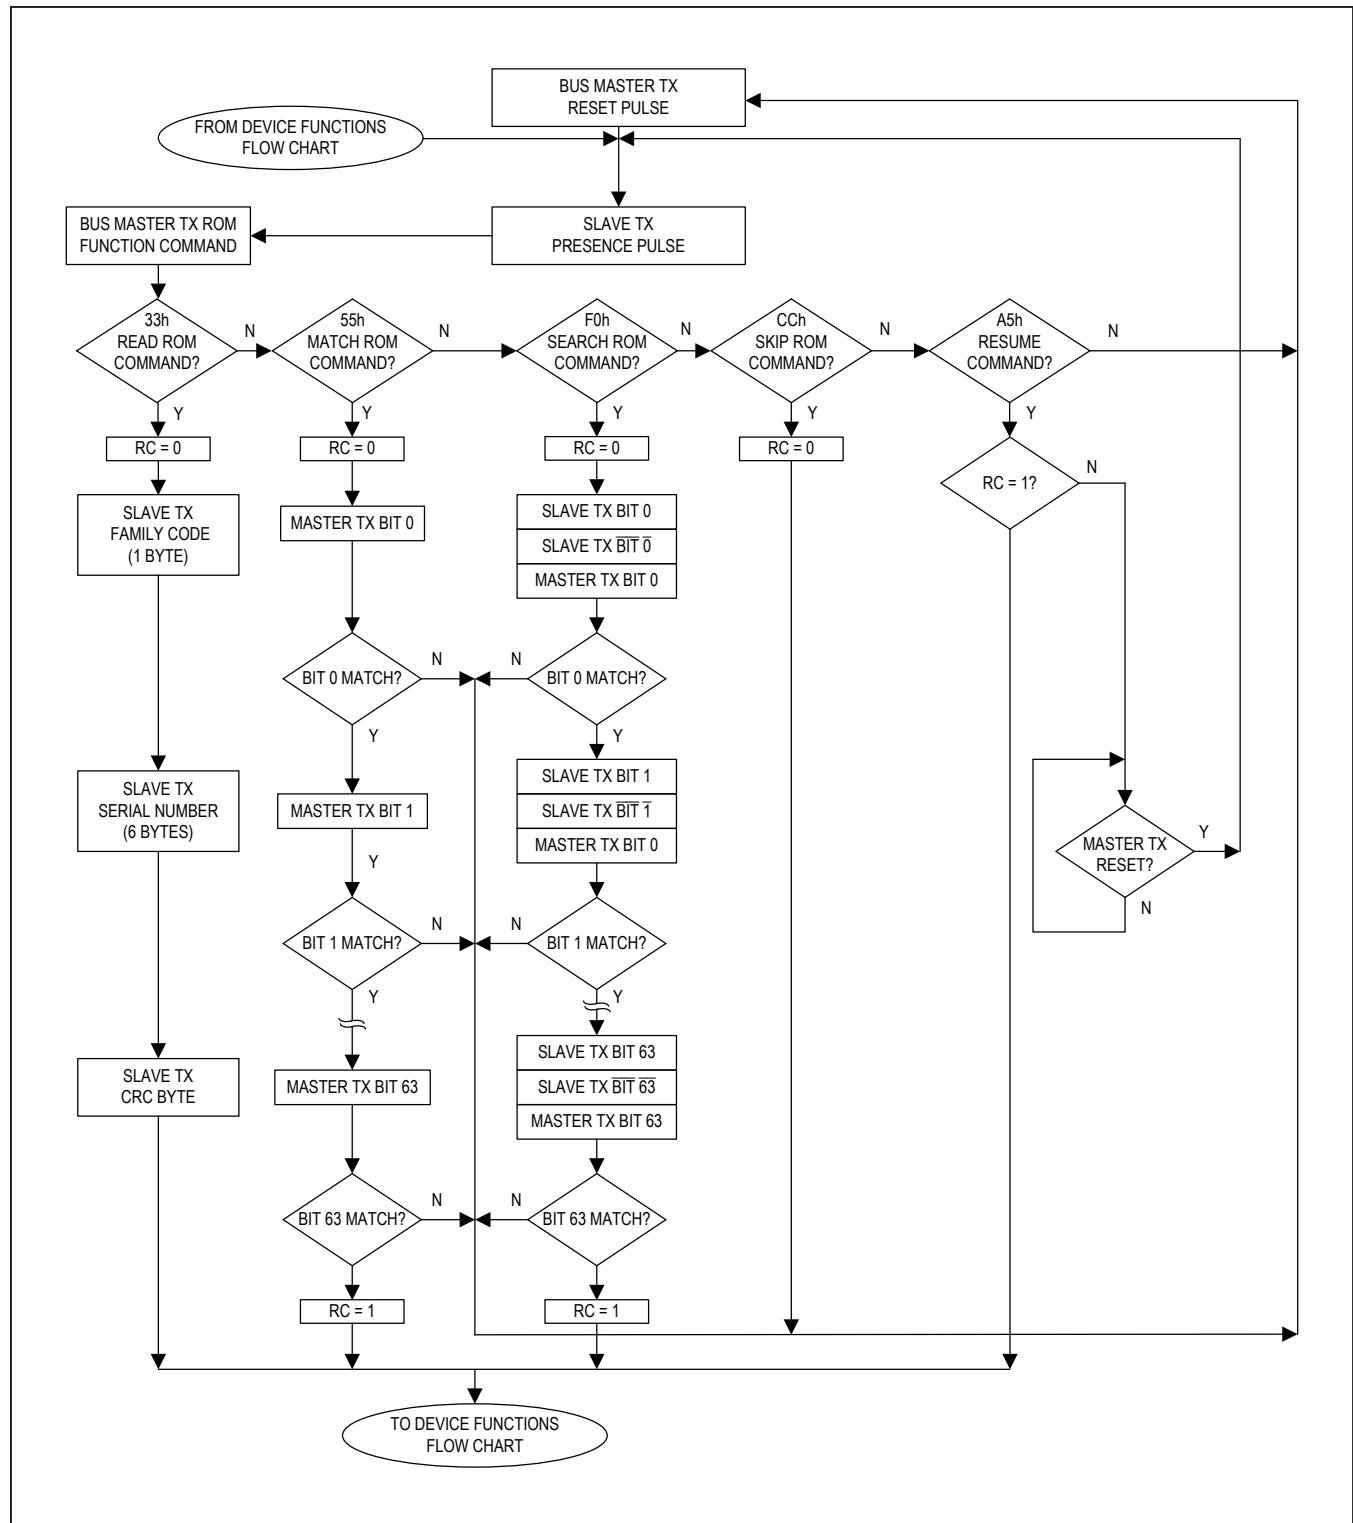 BUS MASTER TX
RESET PULSE
FROM DEVICE FUNCTIONS
FLOW CHART
BUS MASTER TX ROM
FUNCTION COMMAND
SLAVE TX
PRESENCE PULSE
33h
READ ROM
COMMAND?
N
Y
55h
MATCH ROM
COMMAND?
N
Y
F0h
SEARCH ROM
COMMAND?
N
Y
CCh
SKIP ROM
COMMAND?
N
Y
A5h
RESUME
COMMAND?
N
Y
RC = 0
SLAVE TX
FAMILY CODE
(1 BYTE)
SLAVE TX
SERIAL NUMBER
(6 BYTES)
SLAVE TX
CRC BYTE
RC = 0
MASTER TX BIT 0
BIT 0 MATCH?
N
Y
MASTER TX BIT 1
Y
BIT 1 MATCH?
N
Y
MASTER TX BIT 63
BIT 63 MATCH?
N
RC = 1
RC = 0
SLAVE TX BIT 0
SLAVE TX B̅I̅T̅ 0̅
MASTER TX BIT 0
BIT 0 MATCH?
N
Y
SLAVE TX BIT 1
SLAVE TX B̅I̅T̅ 1̅
MASTER TX BIT 0
BIT 1 MATCH?
N
Y
SLAVE TX BIT 63
SLAVE TX B̅I̅T̅ 6̅3̅
MASTER TX BIT 63
BIT 63 MATCH?
N
RC = 1
RC = 0
RC = 1?
N
MASTER TX
RESET?
Y
N
TO DEVICE FUNCTIONS
FLOW CHART